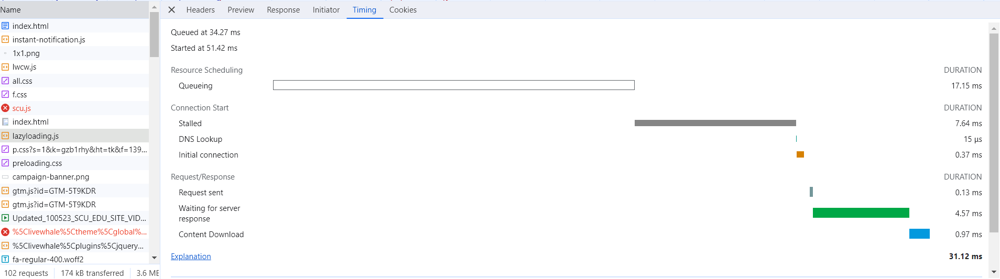 Name
index.html
instant-notification.js
1x1.png
lwcw.js
all.css
f.css
scu.js
index.html
lazyloading.js
p.css?s=1&k=gzb1rhy&ht=tk&f=139...
preloading.css
campaign-banner.png
gtm.js?id=GTM-5T9KDR
gtm.js?id=GTM-5T9KDR
Updated_100523_SCU_EDU_SITE_VID...
%5Clivewhale%5Ctheme%5Cglobal%...
%5Clivewhale%5Cplugins%5Cjquery...
fa-regular-400.woff2
102 requests 174 kB transferred 3.6 ME
Headers Preview Response Initiator Timing Cookies
Queued at 34.27 ms
Started at 51.42 ms
Resource Scheduling DURATION
Queueing 17.15 ms
Connection Start DURATION
Stalled 7.64 ms
DNS Lookup 15 μs
Initial connection 0.37 ms
Request/Response DURATION
Request sent 0.13 ms
Waiting for server
response 4.57 ms
Content Download 0.97 ms
Explanation 31.12 ms